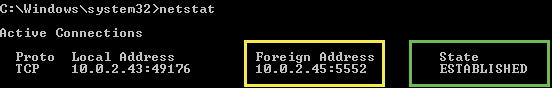 C:\Windows\system32>netstat
Active Connections
Proto Local Address Foreign Address State
TCP 10.0.2.43:49176 10.0.2.45:5552 ESTABLISHED